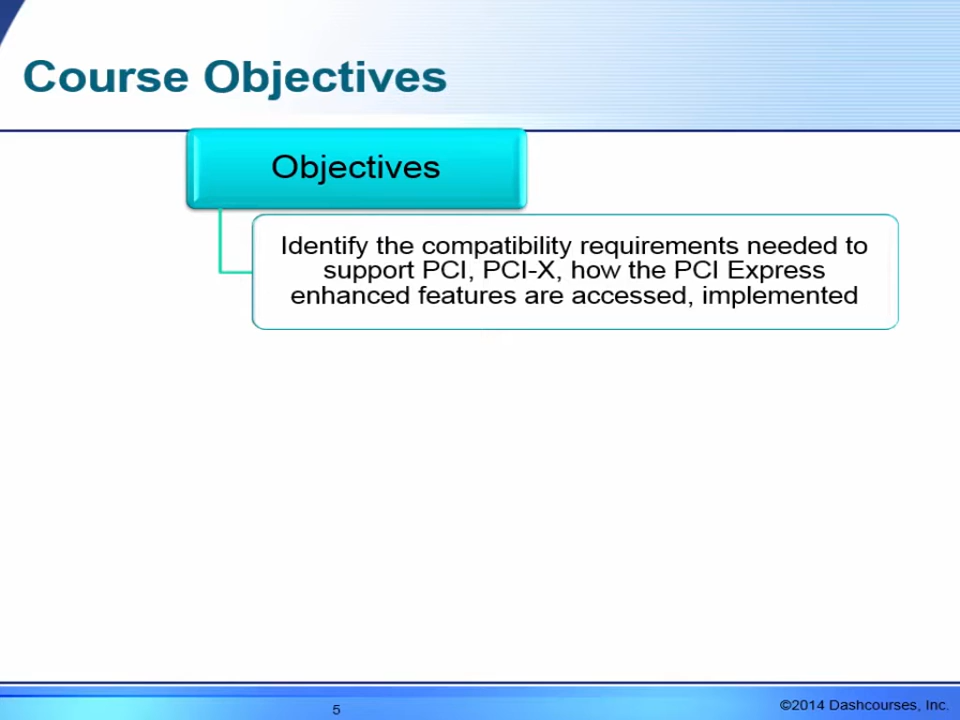 Course Objectives
Objectives
Identify the compatibility requirements needed to
support PCI, PCI-X, how the PCI Express
enhanced features are accessed, implemented
5
©2014 Dashcourses, Inc.